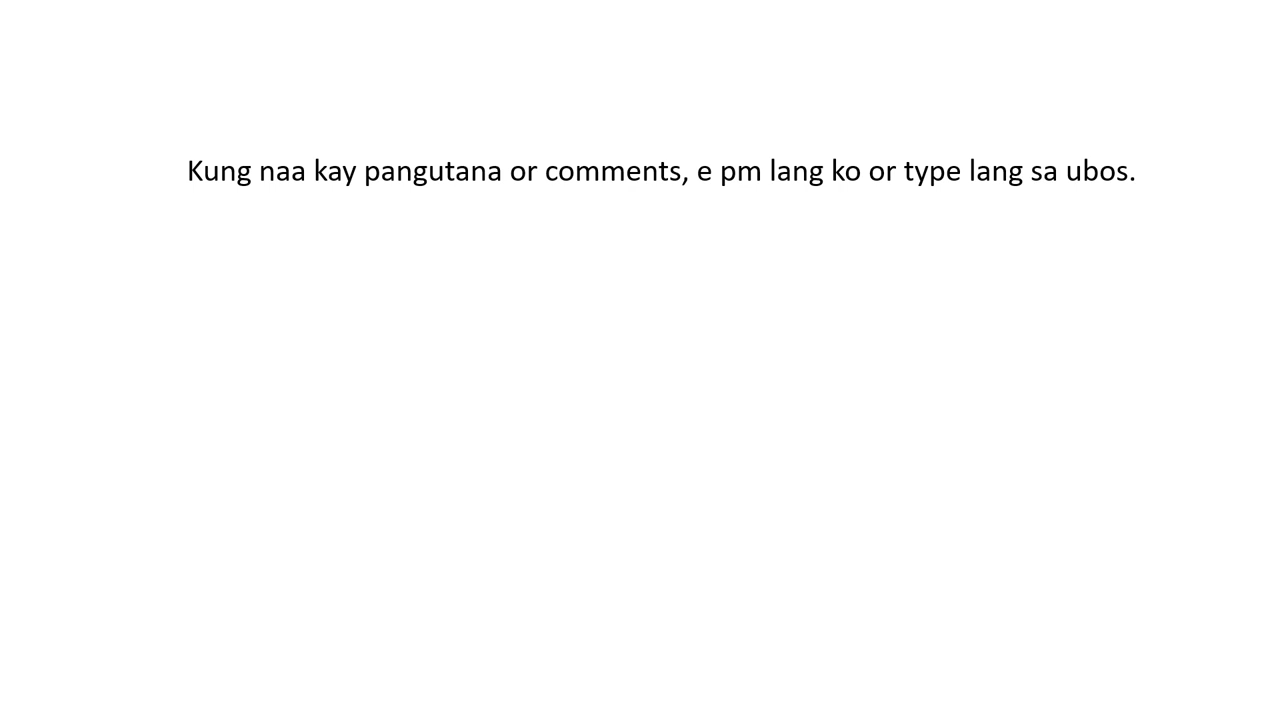 Kung naa kay pangutana or comments, e pm lang ko or type lang sa ubos.